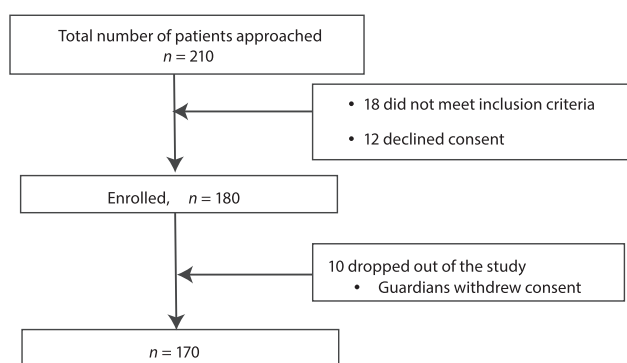 Total number of patients approached
n = 210
• 18 did not meet inclusion criteria
• 12 declined consent
Enrolled, n = 180
10 dropped out of the study
• Guardians withdrew consent
n = 170